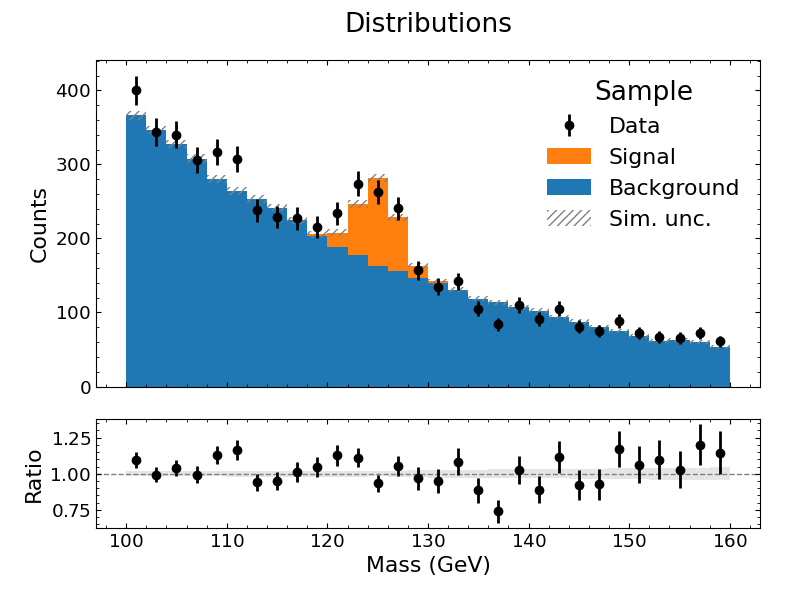 Distributions
400
300
200
100
0
Counts
Sample
Data
Signal
Background
Sim. unc.
1.25
1.00
0.75
Ratio
100 110 120 130 140 150 160
Mass (GeV)